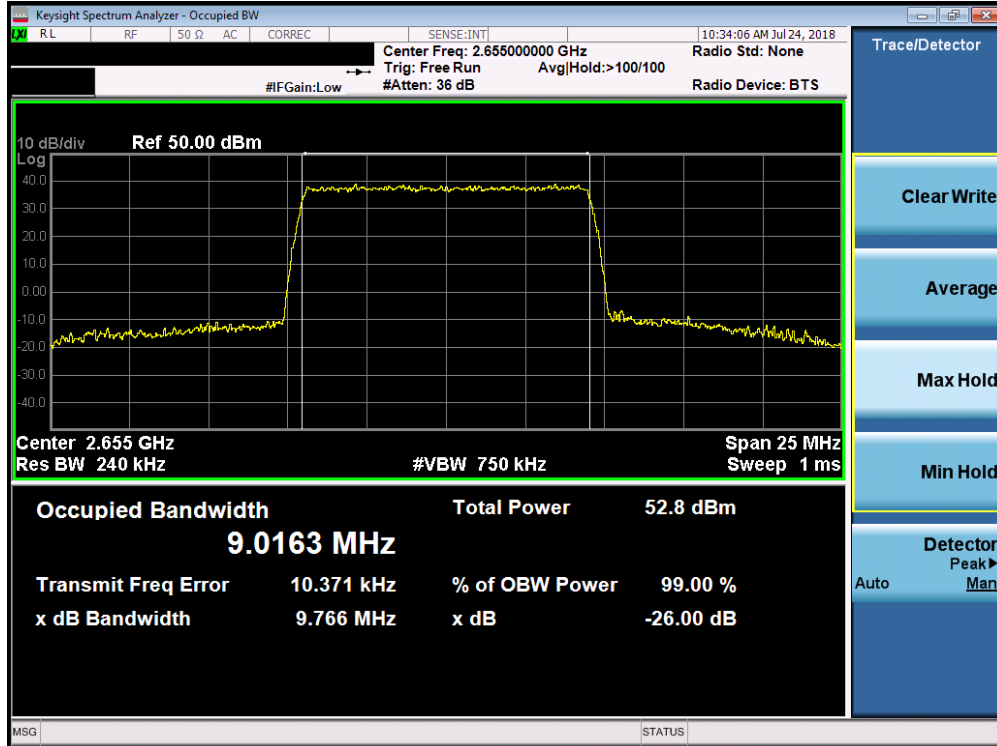 Keysight Spectrum Analyzer - Occupied BW
LXI RL RF 50 Ω AC CORREC SENSE:INT 10:34:06 AM Jul 24, 2018
Center Freq: 2.655000000 GHz Radio Std: None
Trig: Free Run Avg|Hold:>100/100
#IFGain:Low #Atten: 36 dB Radio Device: BTS
10 dB/div Ref 50.00 dBm
Log
40.0
30.0
20.0
10.0
0.00
-10.0
-20.0
-30.0
-40.0
Center 2.655 GHz Span 25 MHz
Res BW 240 kHz #VBW 750 kHz Sweep 1 ms
Occupied Bandwidth Total Power 52.8 dBm
9.0163 MHz
Transmit Freq Error 10.371 kHz % of OBW Power 99.00 %
x dB Bandwidth 9.766 MHz x dB -26.00 dB
Trace/Detector
Clear Write
Average
Max Hold
Min Hold
Detector
Peak▶
Auto Man
MSG STATUS